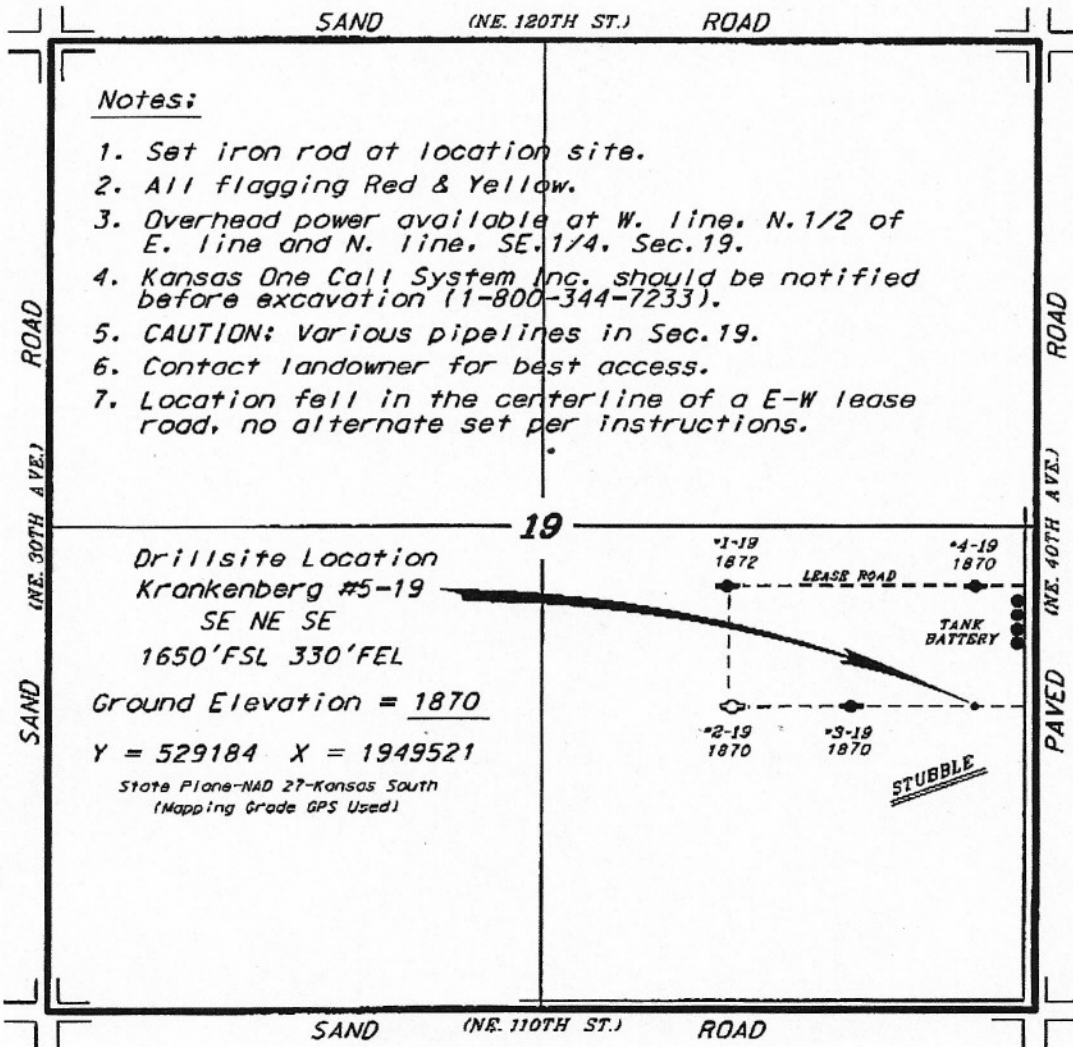 SAND (NE. 120TH ST.) ROAD
Notes:
1. Set iron rod at location site.
2. All flagging Red & Yellow.
3. Overhead power available at W. line, N.1/2 of
E. line and N. line, SE.1/4, Sec.19.
4. Kansas One Call System Inc. should be notified
before excavation (1-800-344-7233).
5. CAUTION: Various pipelines in Sec.19.
6. Contact landowner for best access.
7. Location fell in the centerline of a E-W lease
road, no alternate set per instructions.
SAND (NE. 30TH AVE.) ROAD
PAVED (NE. 40TH AVE.) ROAD
19
Drillsite Location
Krankenberg #5-19
SE NE SE
1650'FSL 330'FEL
Ground Elevation = 1870
Y = 529184 X = 1949521
State Plane-NAD 27-Kansas South
(Mapping Grade GPS Used)
#1-19
1872
LEASE ROAD
#4-19
1870
TANK
BATTERY
#2-19
1870
#3-19
1870
STUBBLE
SAND (NE. 110TH ST.) ROAD